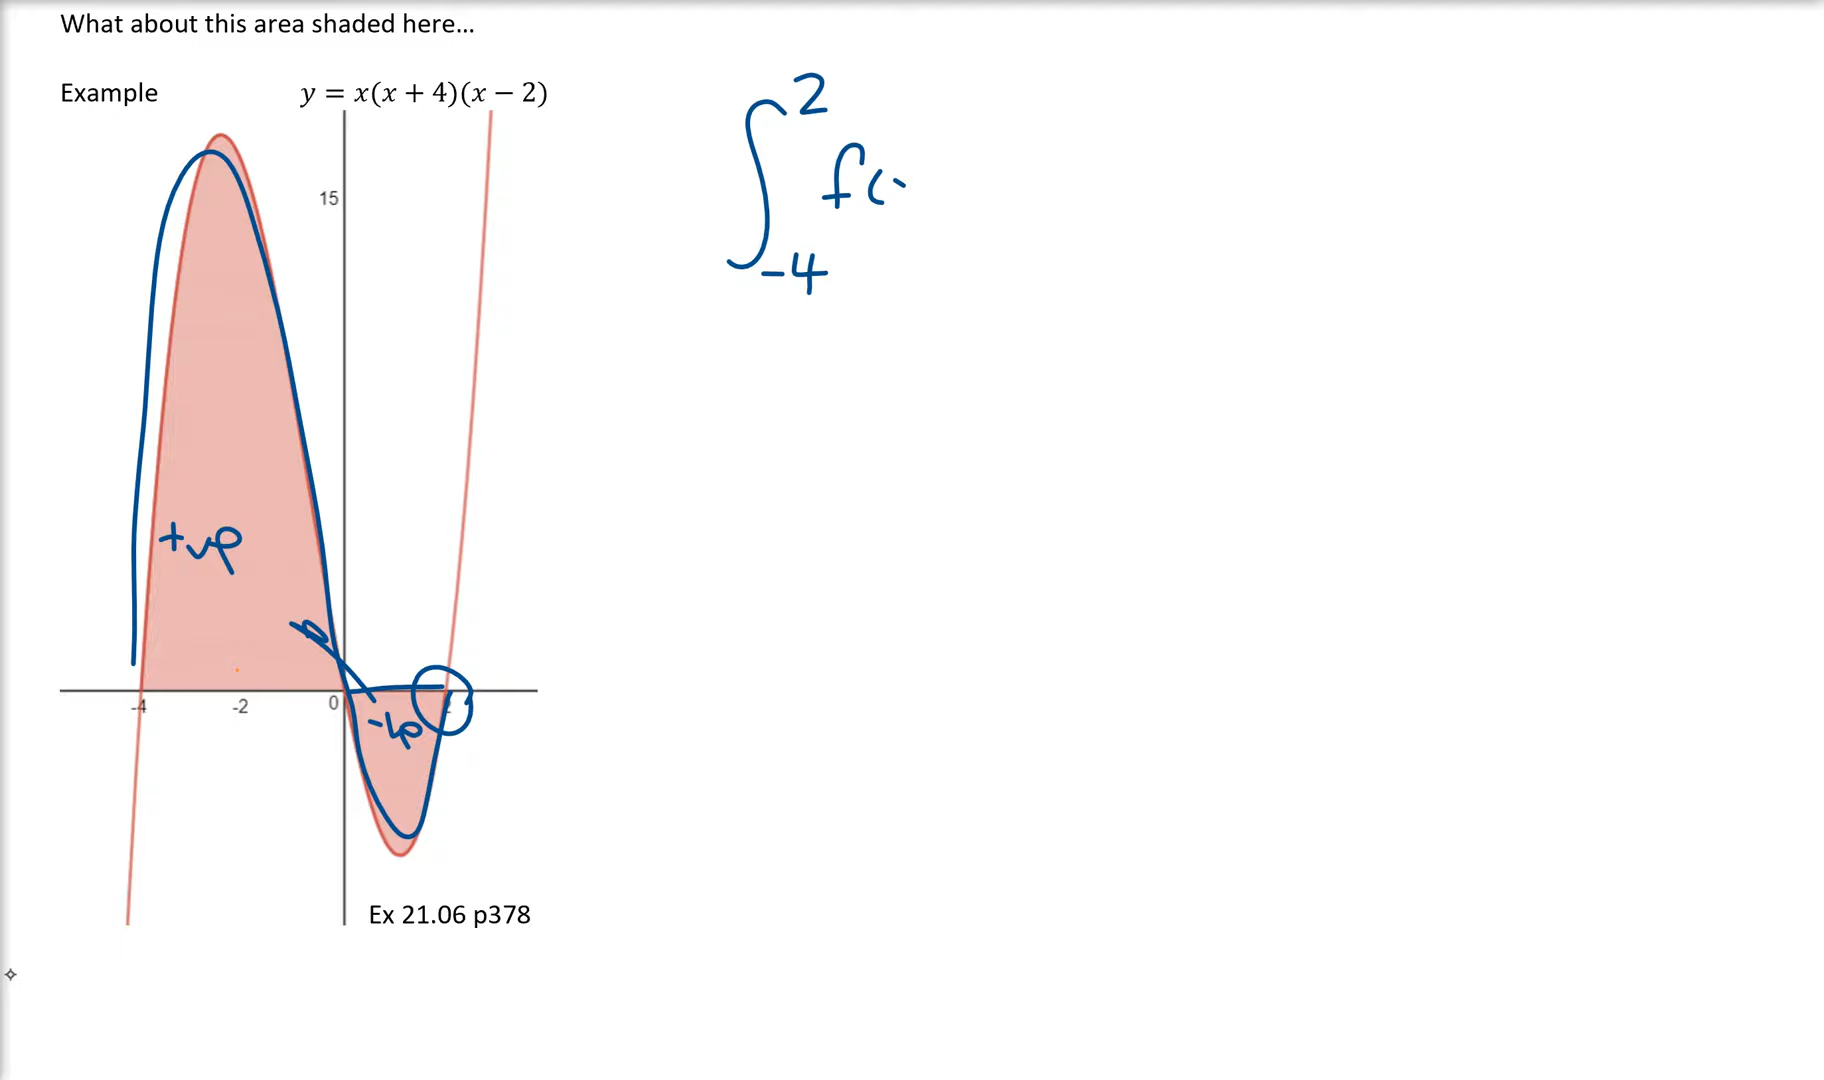 What about this area shaded here...
Example
y = x(x + 4)(x − 2)
∫ 2 -4 f(
15
+ve
-ve
-4 -2 0 2
Ex 21.06 p378